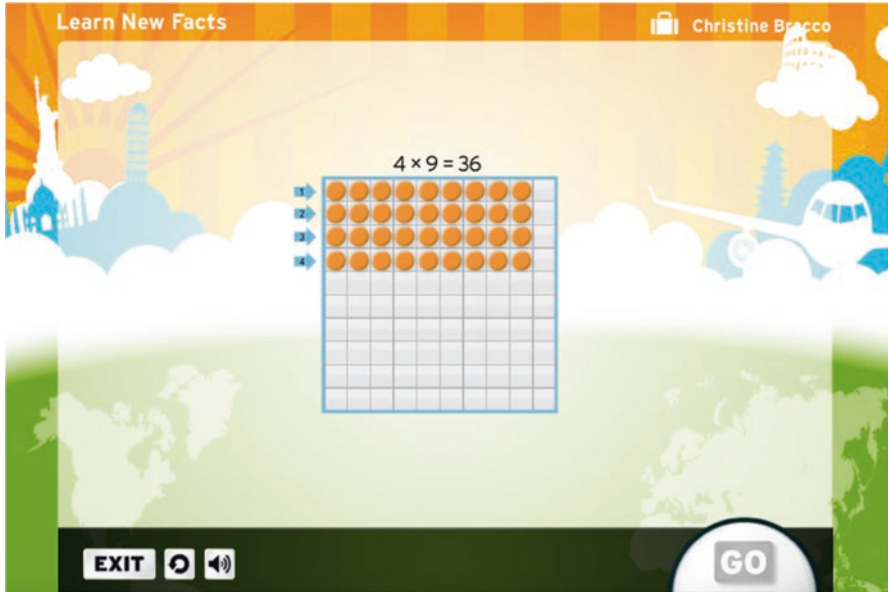 Learn New Facts
Christine Bracco
4 × 9 = 36
1
2
3
4
EXIT
GO